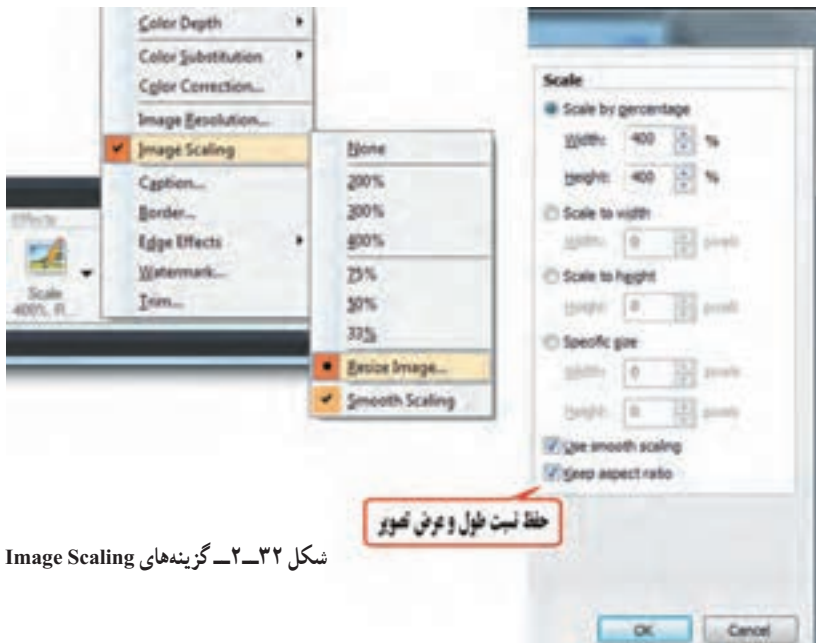 Color Depth
Color Substitution
Color Correction...
Image Resolution...
Image Scaling
Caption...
Border...
Edge Effects
Watermark...
Trim...
None
200%
300%
400%
75%
50%
33%
Resize Image...
Smooth Scaling
Effects
Scale
400%, R...
Scale
Scale by percentage
Width: 400 %
Height: 400 %
Scale to width
Width: 0 pixels
Scale to height
Height: 0 pixels
Specific size
Width: 0 pixels
Height: 0 pixels
Use smooth scaling
Keep aspect ratio
حفظ نسبت طول و عرض تصویر
OK Cancel
شکل ۳۲ــ۲ــ گزینه‌های Image Scaling